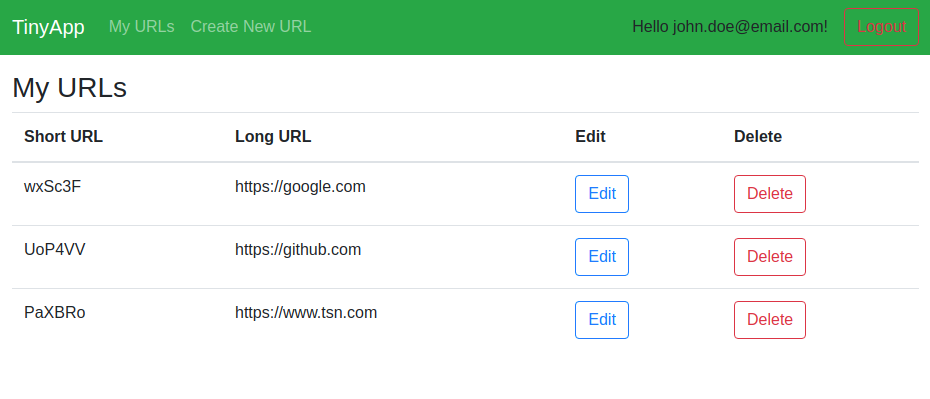 TinyApp My URLs Create New URL Hello john.doe@email.com! Logout
My URLs
Short URL Long URL Edit Delete
wxSc3F https://google.com Edit Delete
UoP4VV https://github.com Edit Delete
PaXBRo https://www.tsn.com Edit Delete